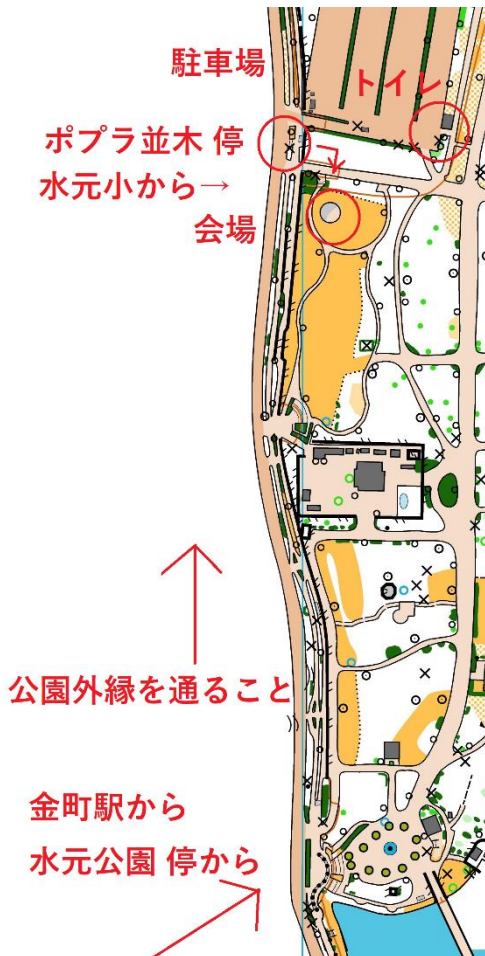 駐車場
トイレ
ポプラ並木 停
水元小から→
会場
公園外縁を通ること
金町駅から
水元公園 停から